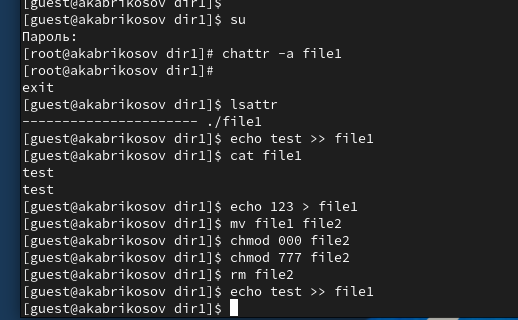 [guest@akabrikosov dir1]$
[guest@akabrikosov dir1]$ su
Пароль:
[root@akabrikosov dir1]# chattr -a file1
[root@akabrikosov dir1]#
exit
[guest@akabrikosov dir1]$ lsattr
---------------------- ./file1
[guest@akabrikosov dir1]$ echo test >> file1
[guest@akabrikosov dir1]$ cat file1
test
test
[guest@akabrikosov dir1]$ echo 123 > file1
[guest@akabrikosov dir1]$ mv file1 file2
[guest@akabrikosov dir1]$ chmod 000 file2
[guest@akabrikosov dir1]$ chmod 777 file2
[guest@akabrikosov dir1]$ rm file2
[guest@akabrikosov dir1]$ echo test >> file1
[guest@akabrikosov dir1]$